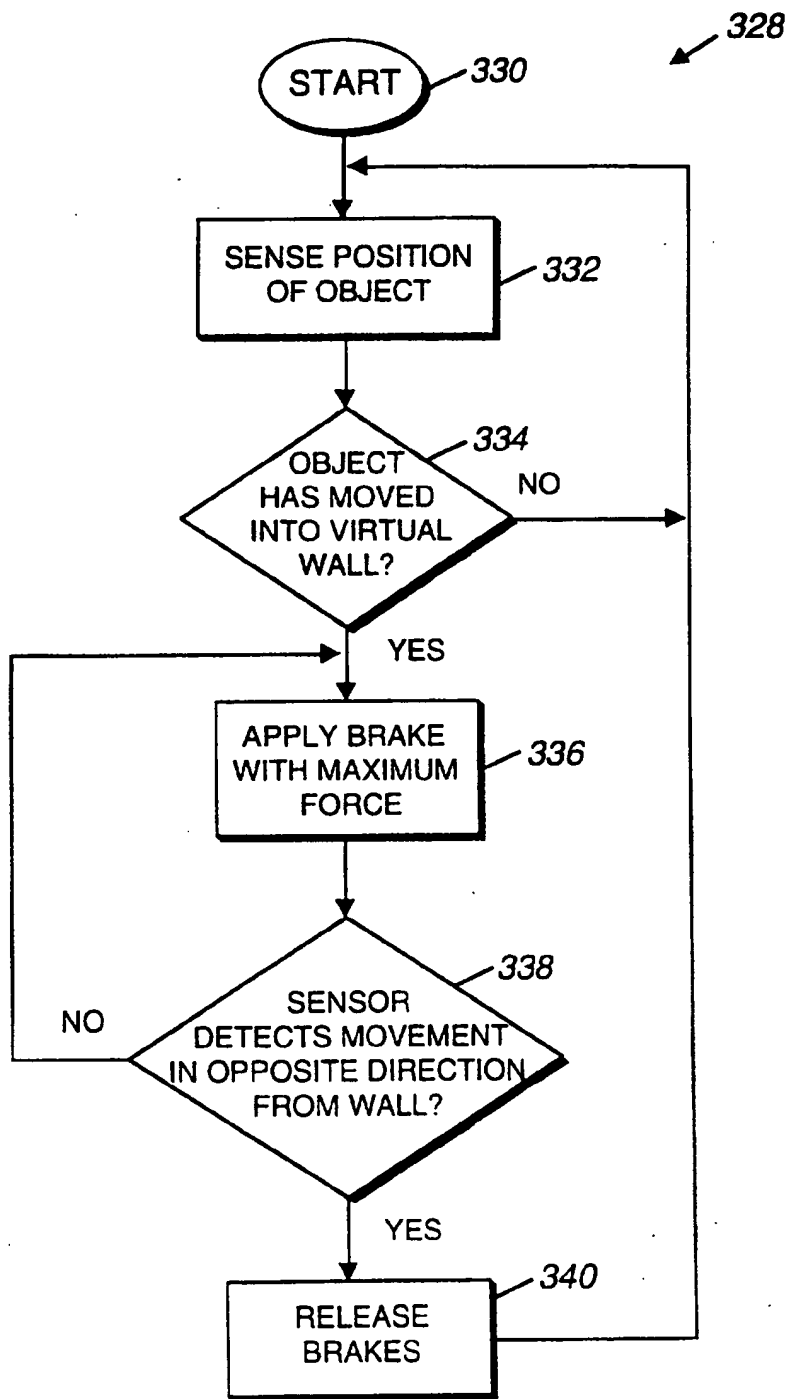 328
START
330
SENSE POSITION
OF OBJECT
332
334
OBJECT
HAS MOVED
INTO VIRTUAL
WALL?
NO
YES
APPLY BRAKE
WITH MAXIMUM
FORCE
336
338
SENSOR
DETECTS MOVEMENT
IN OPPOSITE DIRECTION
FROM WALL?
NO
YES
340
RELEASE
BRAKES